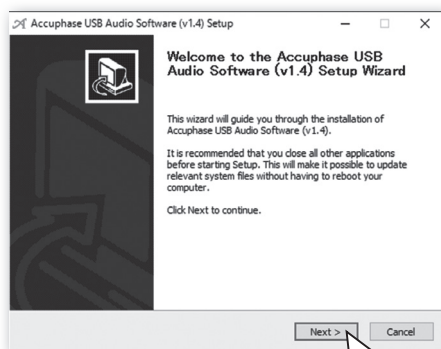 Accuphase USB Audio Software (v1.4) Setup
Welcome to the Accuphase USB
Audio Software (v1.4) Setup Wizard
This wizard will guide you through the installation of
Accuphase USB Audio Software (v1.4).
It is recommended that you close all other applications
before starting Setup. This will make it possible to update
relevant system files without having to reboot your
computer.
Click Next to continue.
Next >
Cancel